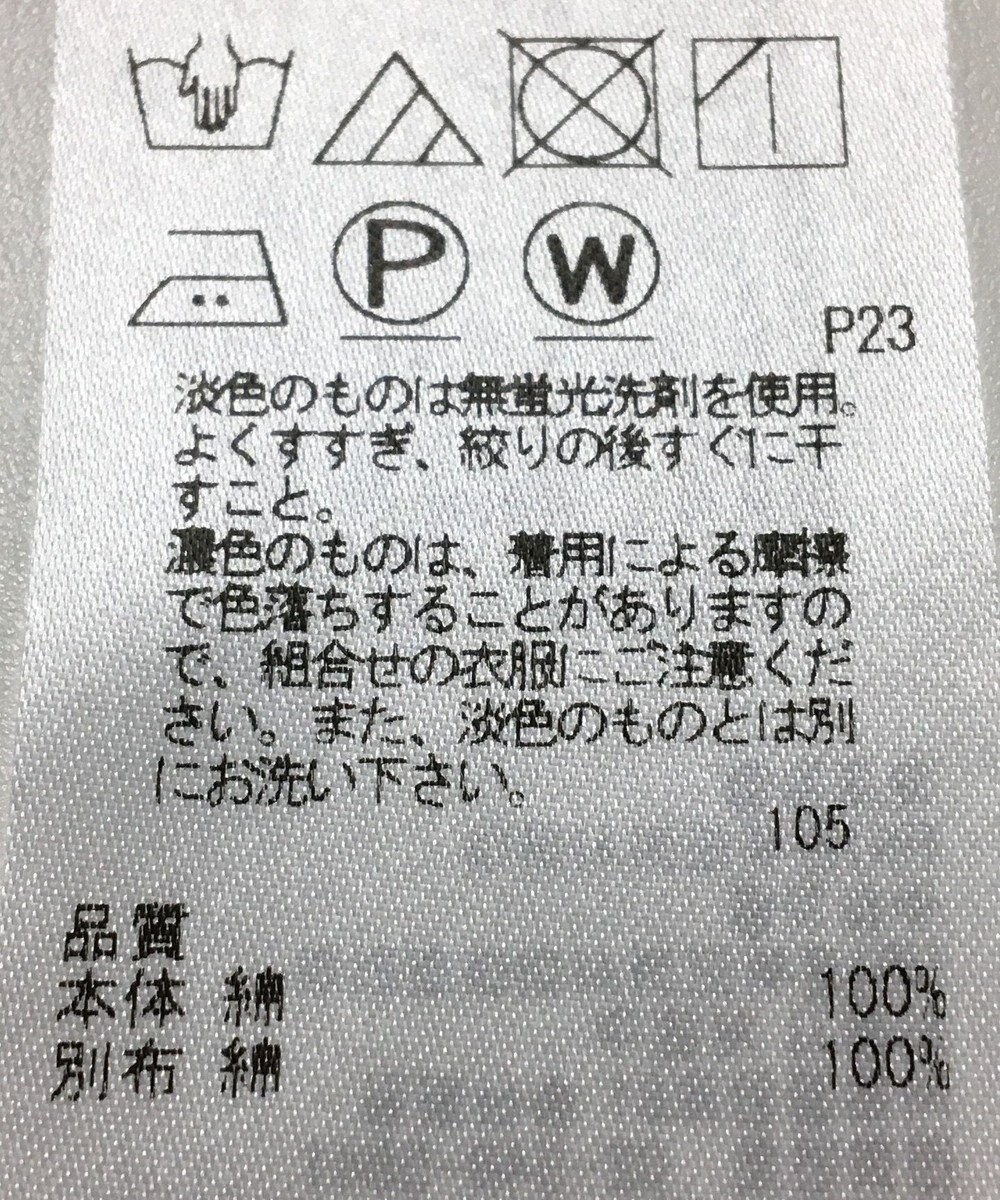 P W
P23
淡色のものは無蛍光洗剤を使用。
よくすすぎ、絞りの後すぐに干
すこと。
濃色のものは、着用による摩擦
で色落ちすることがありますの
で、組合せの衣服にご注意くだ
さい。また、淡色のものとは別
にお洗い下さい。
105
品質
本体 綿 100%
別布 綿 100%